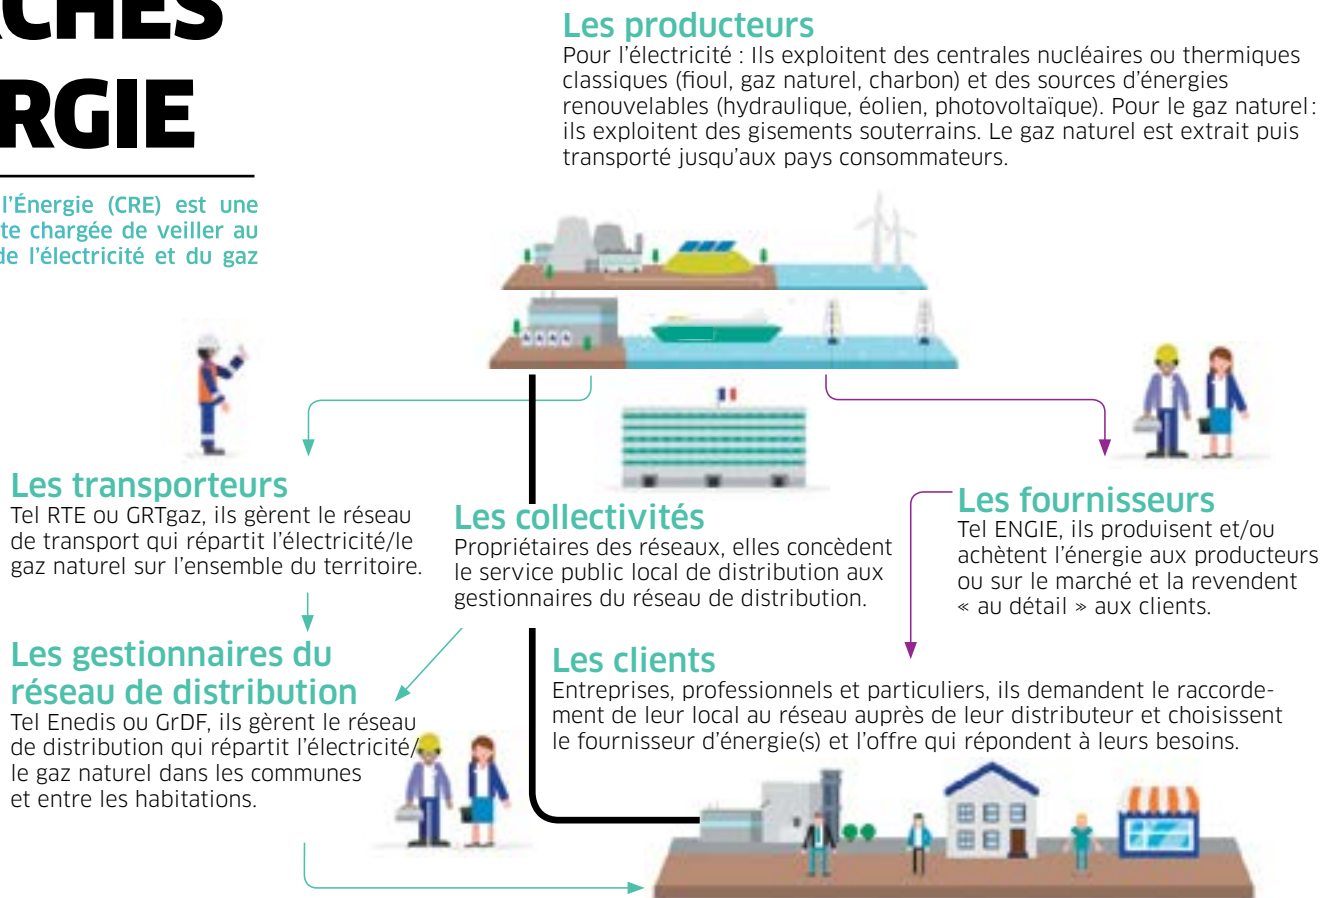 RCHÉS
RGIE
l'Énergie (CRE) est une
te chargée de veiller au
de l'électricité et du gaz
Les producteurs
Pour l'électricité : Ils exploitent des centrales nucléaires ou thermiques
classiques (fioul, gaz naturel, charbon) et des sources d'énergies
renouvelables (hydraulique, éolien, photovoltaïque). Pour le gaz naturel :
ils exploitent des gisements souterrains. Le gaz naturel est extrait puis
transporté jusqu'aux pays consommateurs.
Les transporteurs
Tel RTE ou GRTgaz, ils gèrent le réseau
de transport qui répartit l'électricité/le
gaz naturel sur l'ensemble du territoire.
Les collectivités
Propriétaires des réseaux, elles concèdent
le service public local de distribution aux
gestionnaires du réseau de distribution.
Les fournisseurs
Tel ENGIE, ils produisent et/ou
achètent l'énergie aux producteurs
ou sur le marché et la revendent
« au détail » aux clients.
Les gestionnaires du
réseau de distribution
Tel Enedis ou GrDF, ils gèrent le réseau
de distribution qui répartit l'électricité/
le gaz naturel dans les communes
et entre les habitations.
Les clients
Entreprises, professionnels et particuliers, ils demandent le raccorde-
ment de leur local au réseau auprès de leur distributeur et choisissent
le fournisseur d'énergie(s) et l'offre qui répondent à leurs besoins.